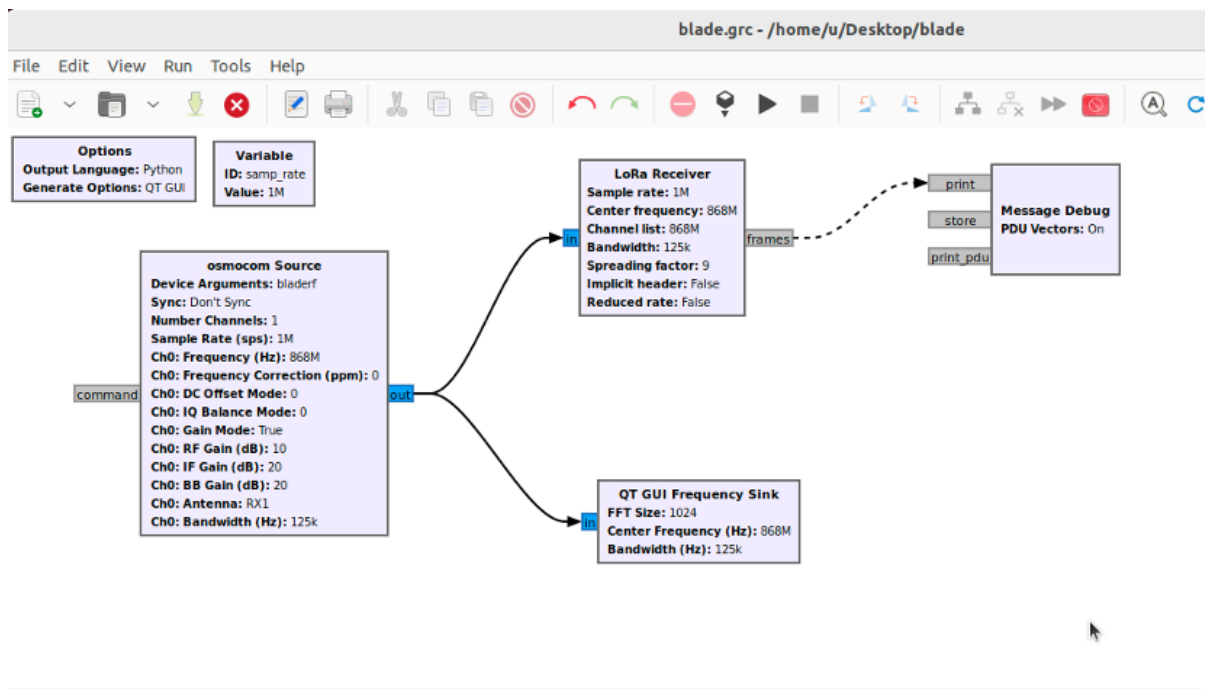 blade.grc - /home/u/Desktop/blade
File Edit View Run Tools Help
Options
Output Language: Python
Generate Options: QT GUI
Variable
ID: samp_rate
Value: 1M
osmocom Source
Device Arguments: bladerf
Sync: Don't Sync
Number Channels: 1
Sample Rate (sps): 1M
Ch0: Frequency (Hz): 868M
Ch0: Frequency Correction (ppm): 0
Ch0: DC Offset Mode: 0
Ch0: IQ Balance Mode: 0
Ch0: Gain Mode: True
Ch0: RF Gain (dB): 10
Ch0: IF Gain (dB): 20
Ch0: BB Gain (dB): 20
Ch0: Antenna: RX1
Ch0: Bandwidth (Hz): 125k
command
out
LoRa Receiver
Sample rate: 1M
Center frequency: 868M
Channel list: 868M
Bandwidth: 125k
Spreading factor: 9
Implicit header: False
Reduced rate: False
in
frames
print
store
print_pdu
Message Debug
PDU Vectors: On
QT GUI Frequency Sink
FFT Size: 1024
Center Frequency (Hz): 868M
Bandwidth (Hz): 125k
in